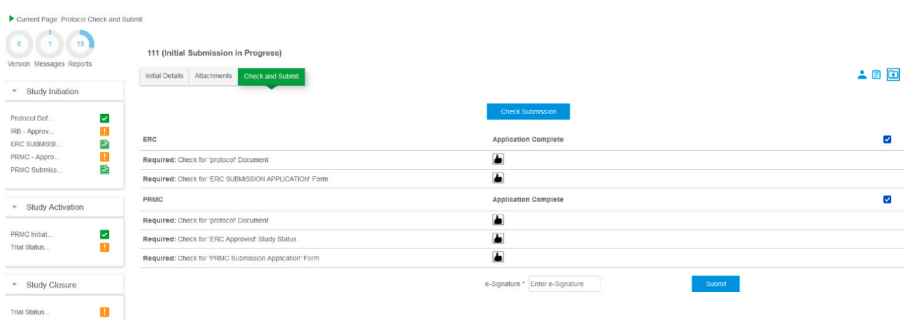 Current Page: Protocol Check and Submit
0 1 15
Version Messages Reports
111 (Initial Submission in Progress)
Initial Details Attachments Check and Submit
Study Initiation
Protocol Def...
IRB - Approv...
ERC SUBMISSI...
PRMC - Appro...
PRMC Submiss...
Study Activation
PRMC Initial...
Trial Status...
Study Closure
Trial Status...
Check Submission
ERC Application Complete
Required: Check for 'protocol' Document
Required: Check for 'ERC SUBMISSION APPLICATION' Form
PRMC Application Complete
Required: Check for 'protocol' Document
Required: Check for 'ERC Approved' Study Status
Required: Check for 'PRMC Submission Application' Form
e-Signature * Enter e-Signature Submit